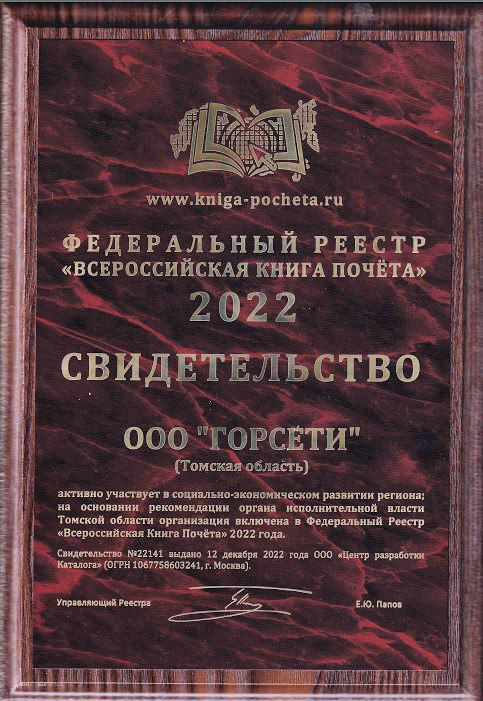 www.kniga-pocheta.ru
ФЕДЕРАЛЬНЫЙ РЕЕСТР
«ВСЕРОССИЙСКАЯ КНИГА ПОЧЁТА»
2022
СВИДЕТЕЛЬСТВО
ООО "ГОРСЕТИ"
(Томская область)
активно участвует в социально-экономическом развитии региона;
на основании рекомендации органа исполнительной власти
Томской области организация включена в Федеральный Реестр
«Всероссийская Книга Почёта» 2022 года.
Свидетельство №22141 выдано 12 декабря 2022 года ООО «Центр разработки
Каталога» (ОГРН 1067758603241, г. Москва).
Управляющий Реестра Е.Ю. Папов